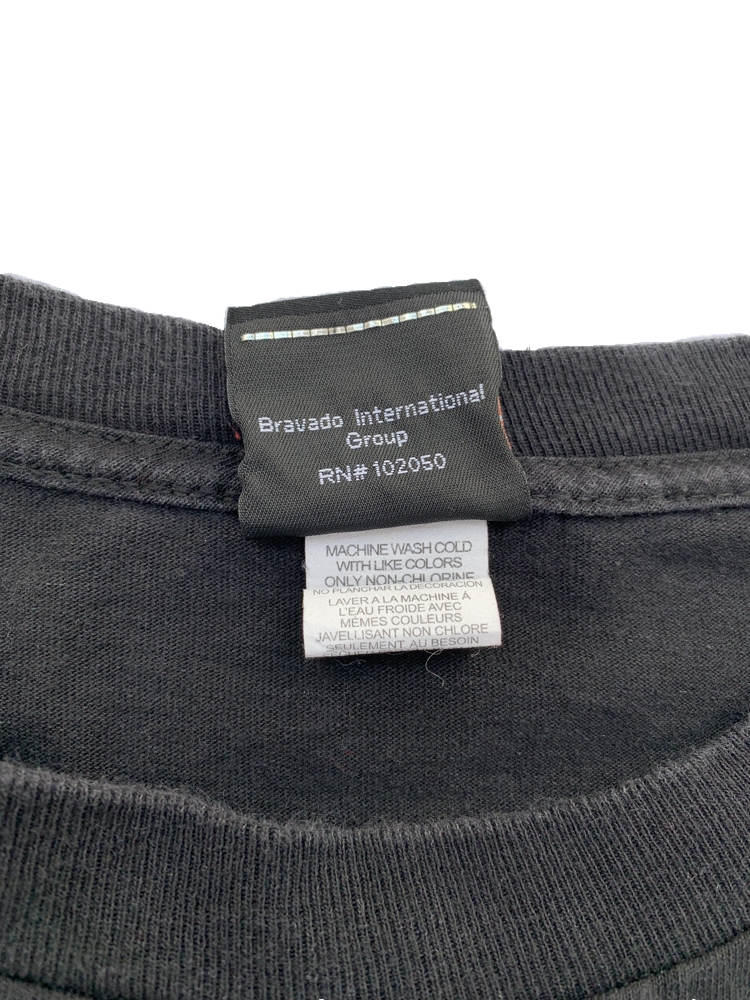 Bravado International
Group
RN# 102050
MACHINE WASH COLD
WITH LIKE COLORS
ONLY NON-CHLORINE
NO PLANCHAR LA DECORACION
LAVER A LA MACHINE À
L'EAU FROIDE AVEC
MÊMES COULEURS
JAVELLISANT NON CHLORE
SEULEMENT AU BESOIN